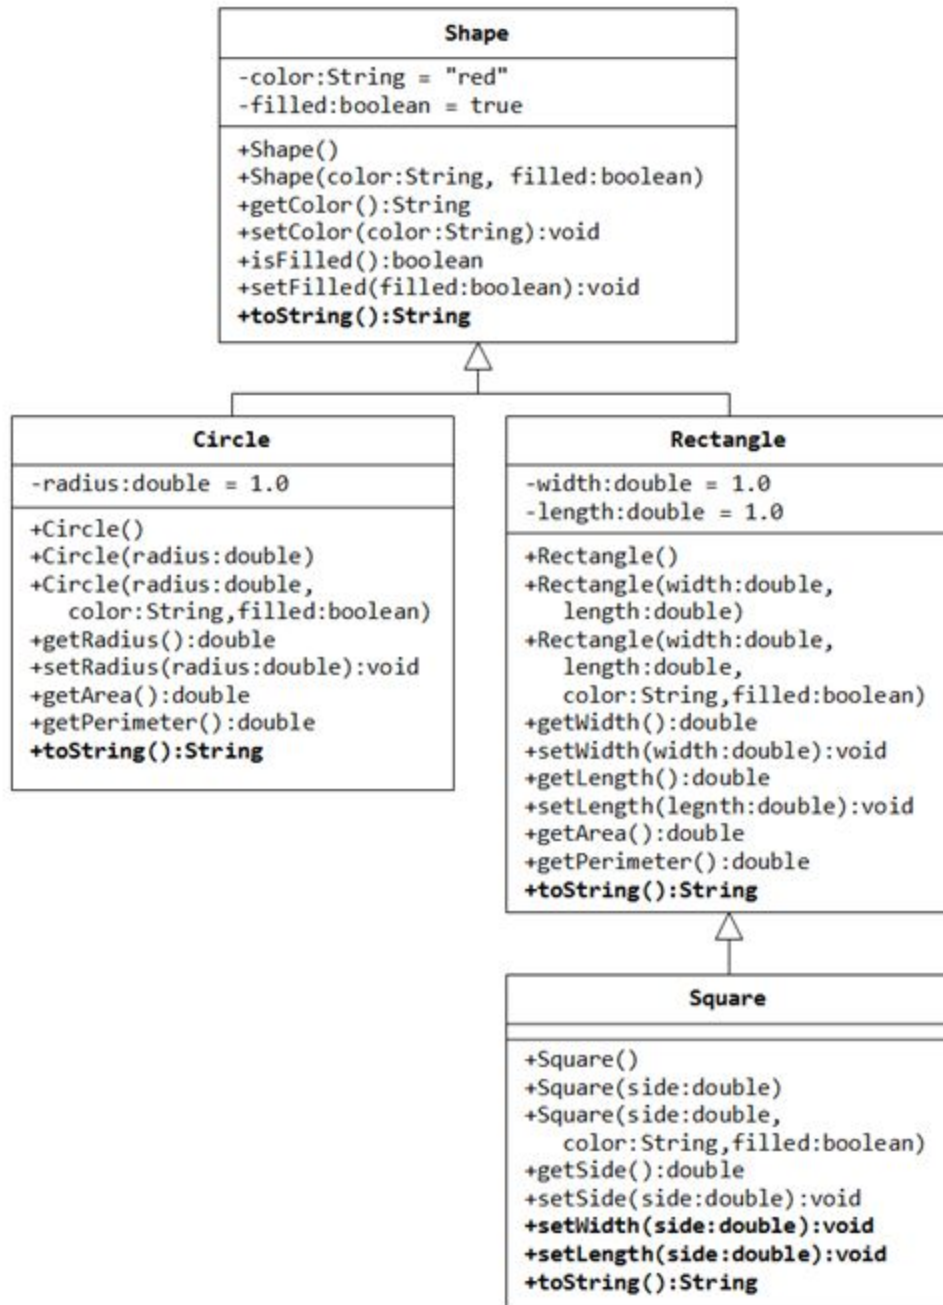 Shape
-color:String = "red"
-filled:boolean = true
+Shape()
+Shape(color:String, filled:boolean)
+getColor():String
+setColor(color:String):void
+isFilled():boolean
+setFilled(filled:boolean):void
+toString():String
Circle
-radius:double = 1.0
+Circle()
+Circle(radius:double)
+Circle(radius:double,
color:String,filled:boolean)
+getRadius():double
+setRadius(radius:double):void
+getArea():double
+getPerimeter():double
+toString():String
Rectangle
-width:double = 1.0
-length:double = 1.0
+Rectangle()
+Rectangle(width:double,
length:double)
+Rectangle(width:double,
length:double,
color:String,filled:boolean)
+getWidth():double
+setWidth(width:double):void
+getLength():double
+setLength(legnth:double):void
+getArea():double
+getPerimeter():double
+toString():String
Square
+Square()
+Square(side:double)
+Square(side:double,
color:String,filled:boolean)
+getSide():double
+setSide(side:double):void
+setWidth(side:double):void
+setLength(side:double):void
+toString():String